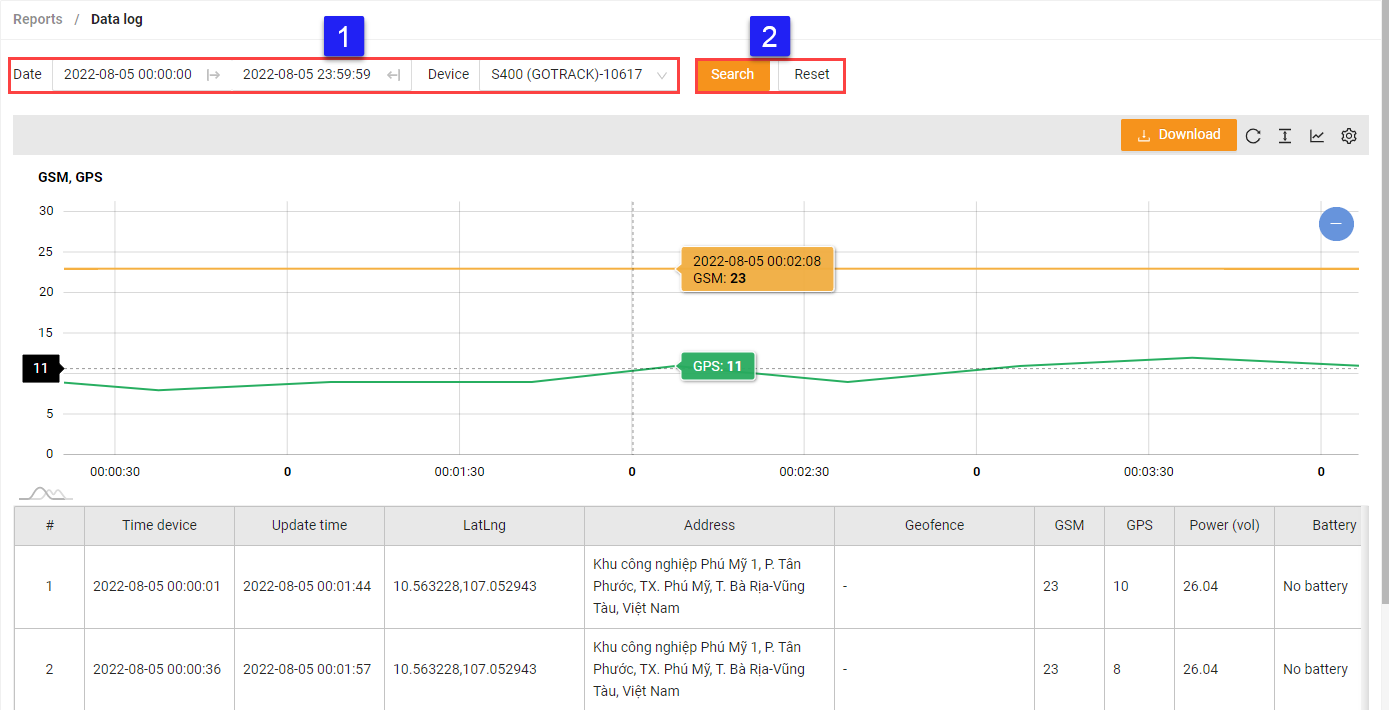 Reports / Data log
1
2
Date 2022-08-05 00:00:00 2022-08-05 23:59:59 Device S400 (GOTRACK)-10617 Search Reset
Download
GSM, GPS
30
25
20
15
11
5
0
2022-08-05 00:02:08
GSM: 23
GPS: 11
00:00:30 0 00:01:30 0 00:02:30 0 00:03:30 0
# Time device Update time LatLng Address Geofence GSM GPS Power (vol) Battery
1 2022-08-05 00:00:01 2022-08-05 00:01:44 10.563228,107.052943 Khu công nghiệp Phú Mỹ 1, P. Tân
Phước, TX. Phú Mỹ, T. Bà Rịa-Vũng
Tàu, Việt Nam - 23 10 26.04 No battery
2 2022-08-05 00:00:36 2022-08-05 00:01:57 10.563228,107.052943 Khu công nghiệp Phú Mỹ 1, P. Tân
Phước, TX. Phú Mỹ, T. Bà Rịa-Vũng
Tàu, Việt Nam - 23 8 26.04 No battery